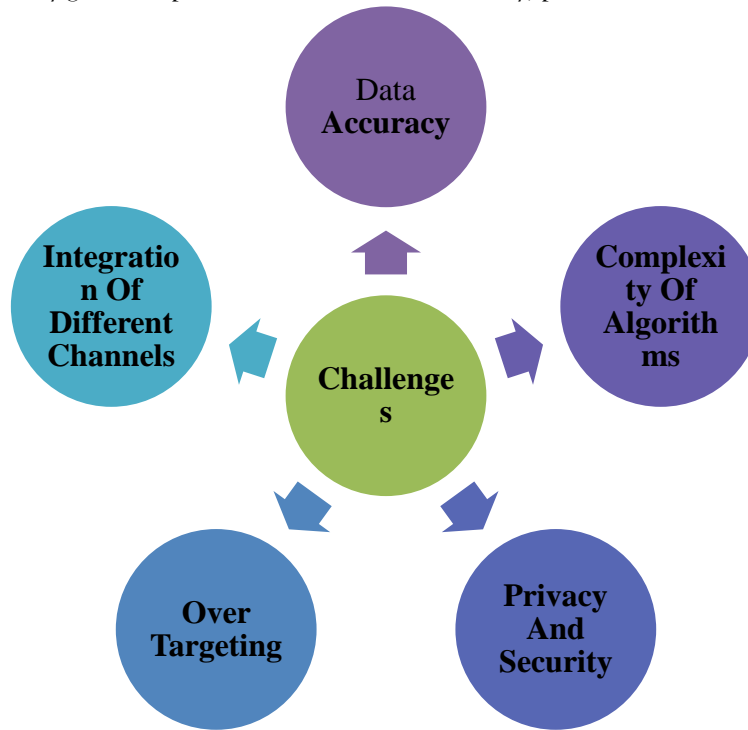 Data
Accuracy
Integratio
n Of
Different
Channels
Complexi
ty Of
Algorith
ms
Challenge
s
Over
Targeting
Privacy
And
Security